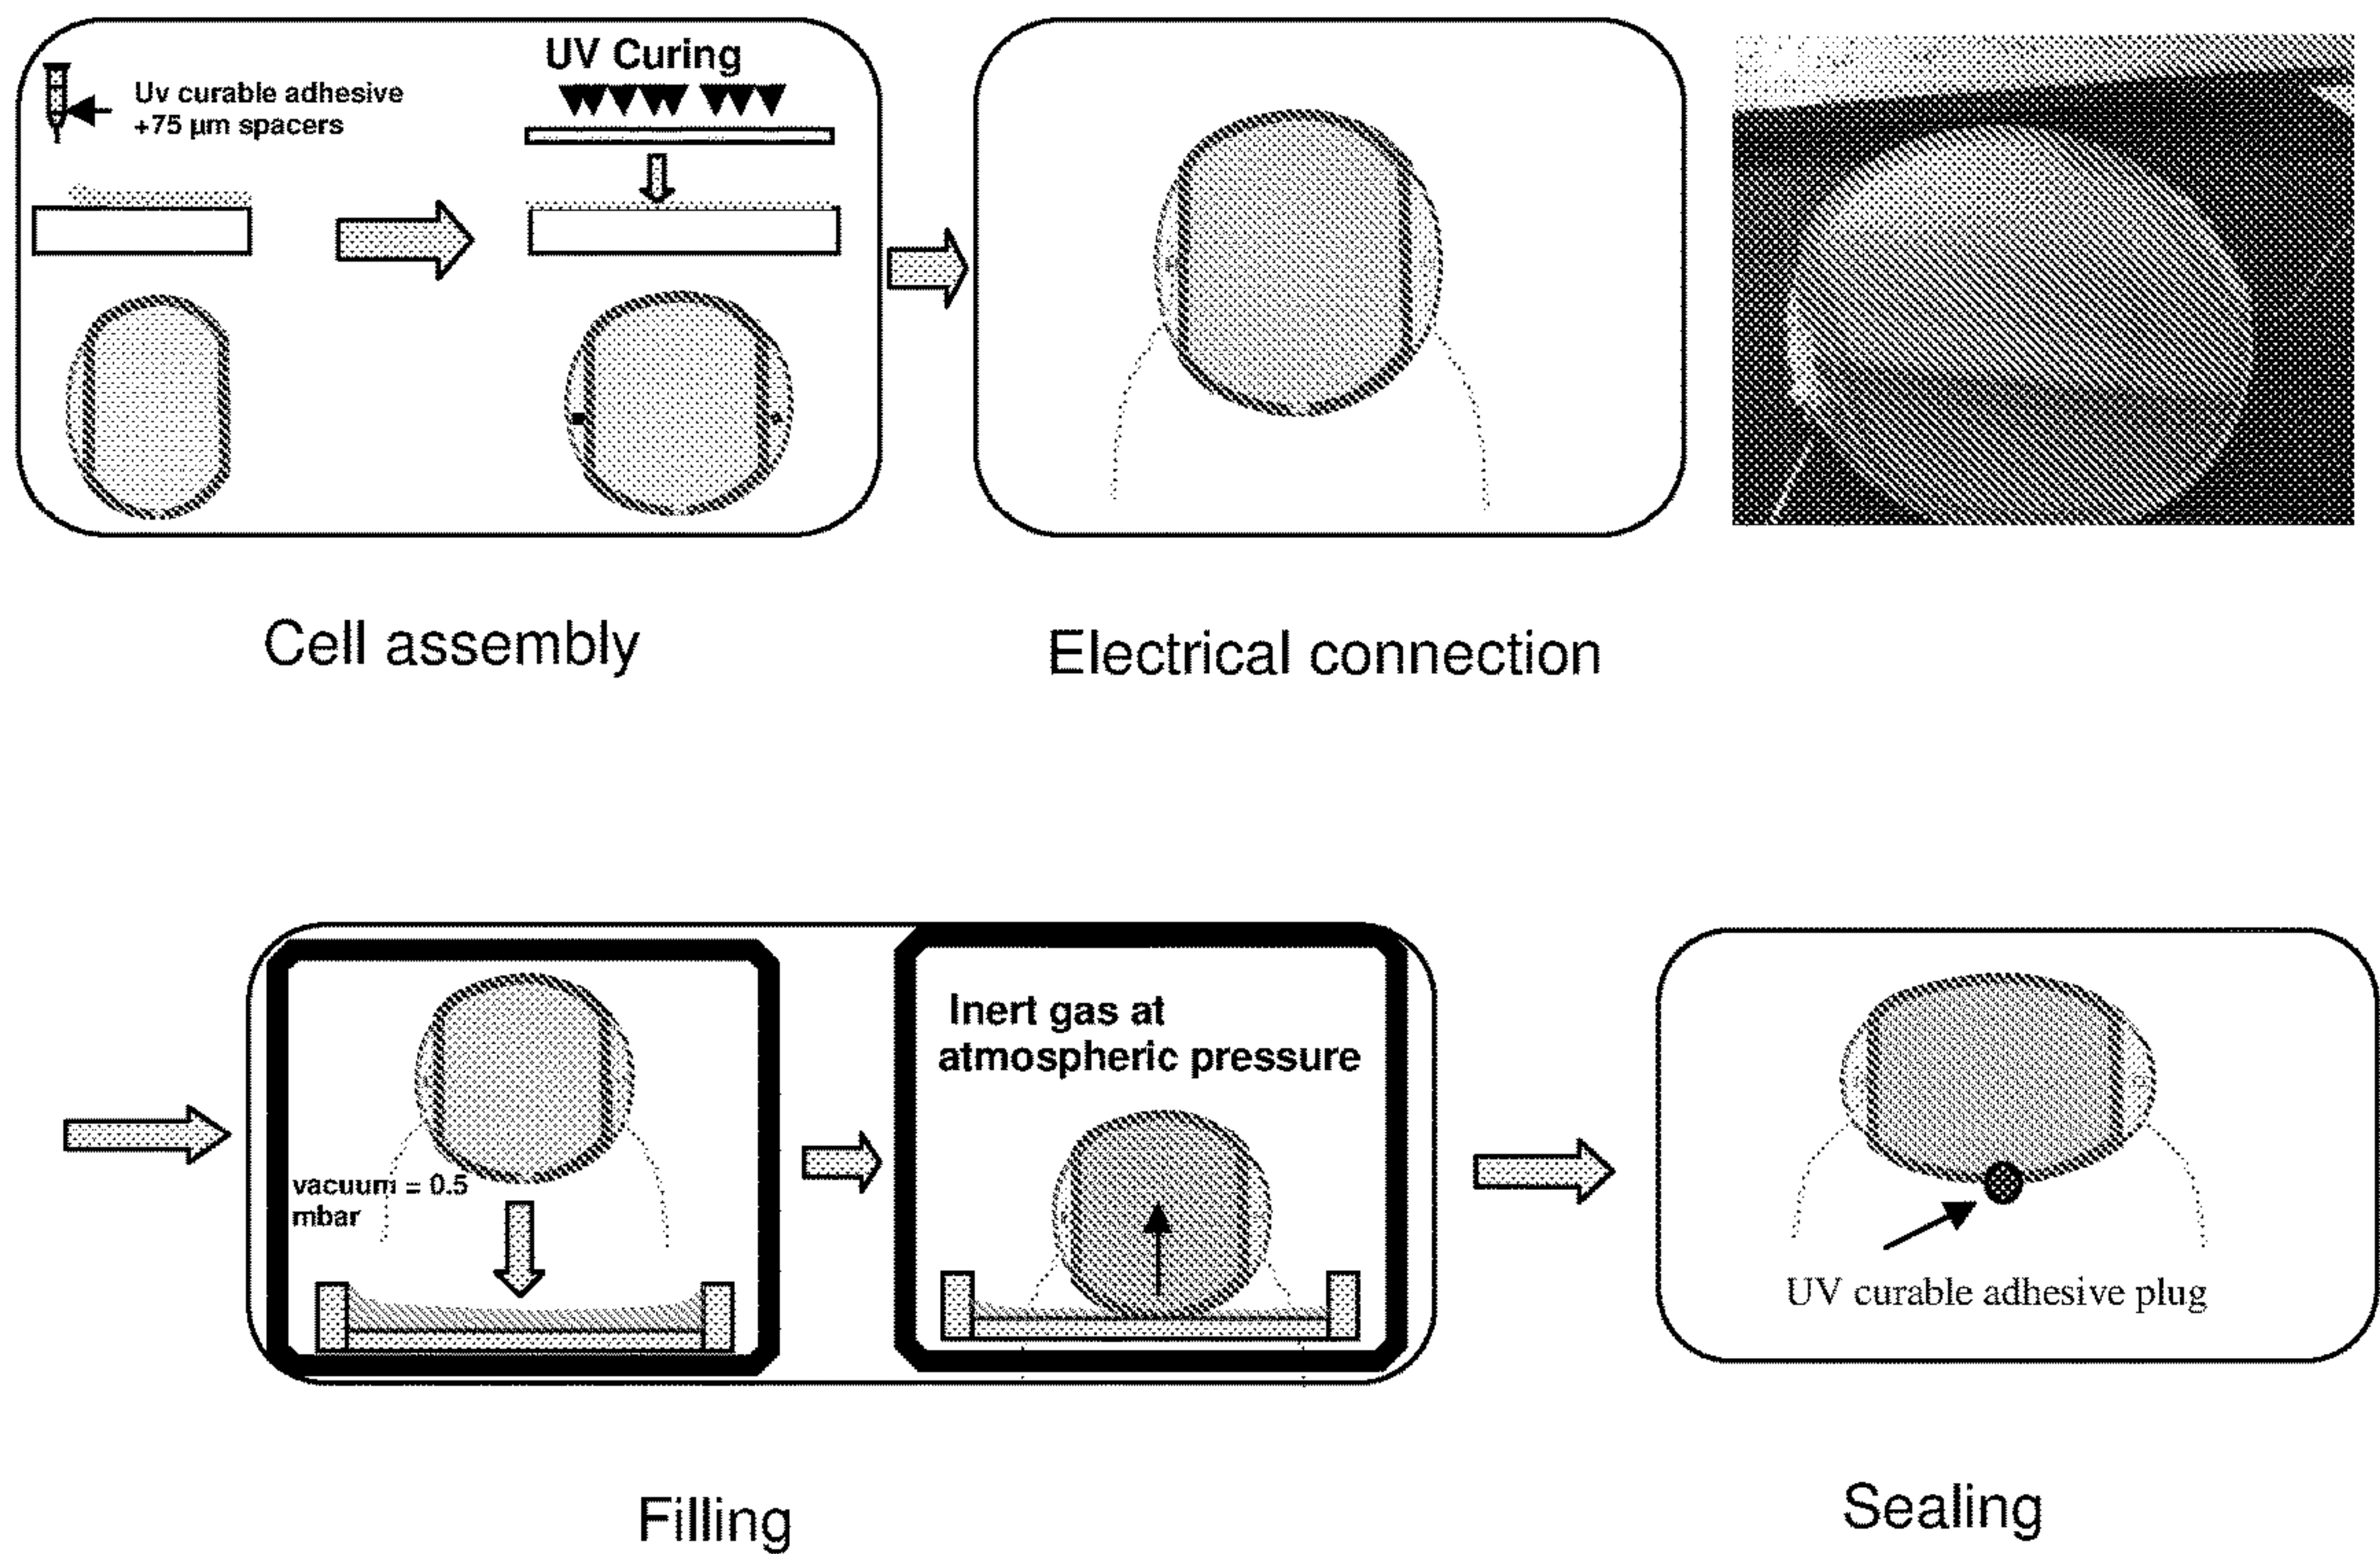 UV Curing
Uv curable adhesive
+75 µm spacers
Cell assembly
Electrical connection
vacuum = 0.5
mbar
Inert gas at
atmospheric pressure
UV curable adhesive plug
Filling
Sealing